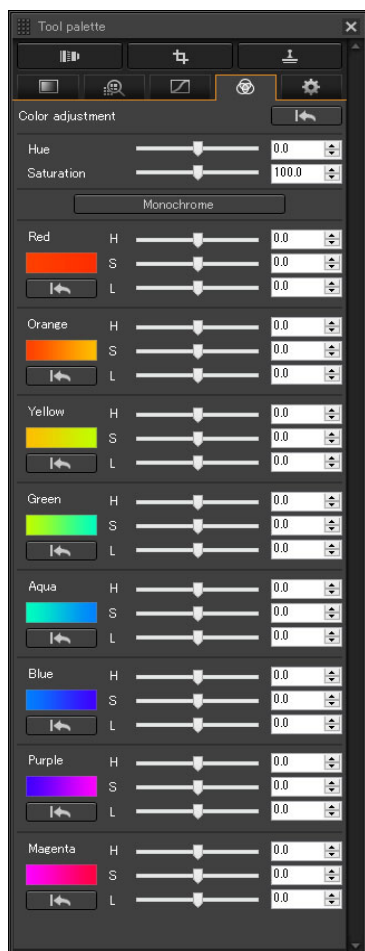 Tool palette
Color adjustment
Hue 0.0
Saturation 100.0
Monochrome
Red H 0.0
S 0.0
L 0.0
Orange H 0.0
S 0.0
L 0.0
Yellow H 0.0
S 0.0
L 0.0
Green H 0.0
S 0.0
L 0.0
Aqua H 0.0
S 0.0
L 0.0
Blue H 0.0
S 0.0
L 0.0
Purple H 0.0
S 0.0
L 0.0
Magenta H 0.0
S 0.0
L 0.0